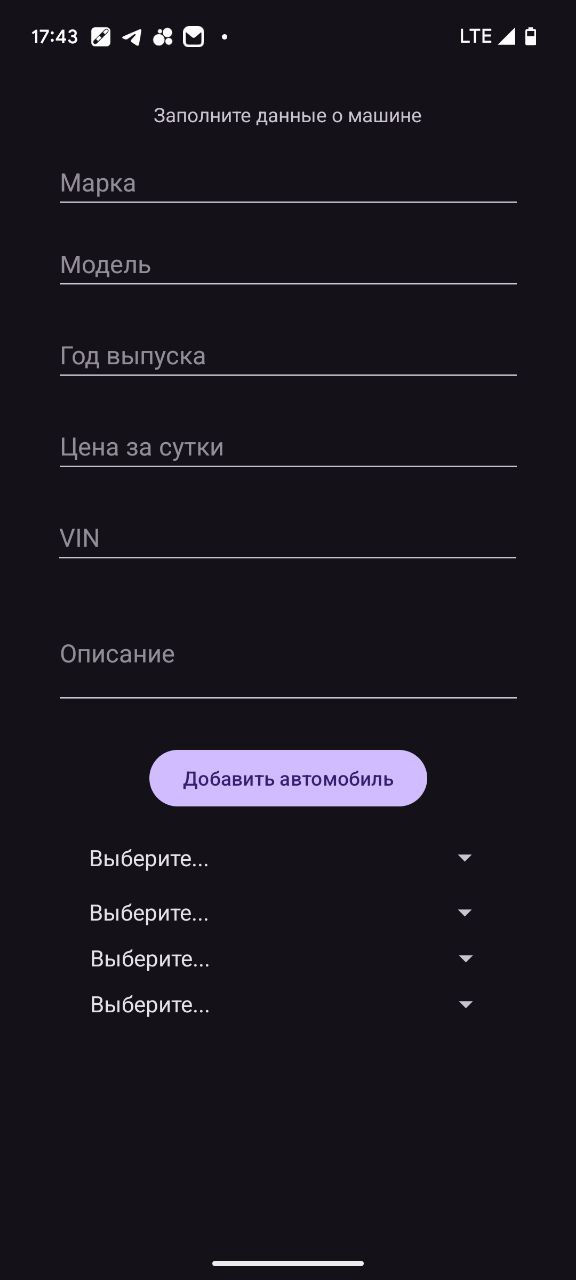 17:43 LTE
Заполните данные о машине
Марка
Модель
Год выпуска
Цена за сутки
VIN
Описание
Добавить автомобиль
Выберите...
Выберите...
Выберите...
Выберите...